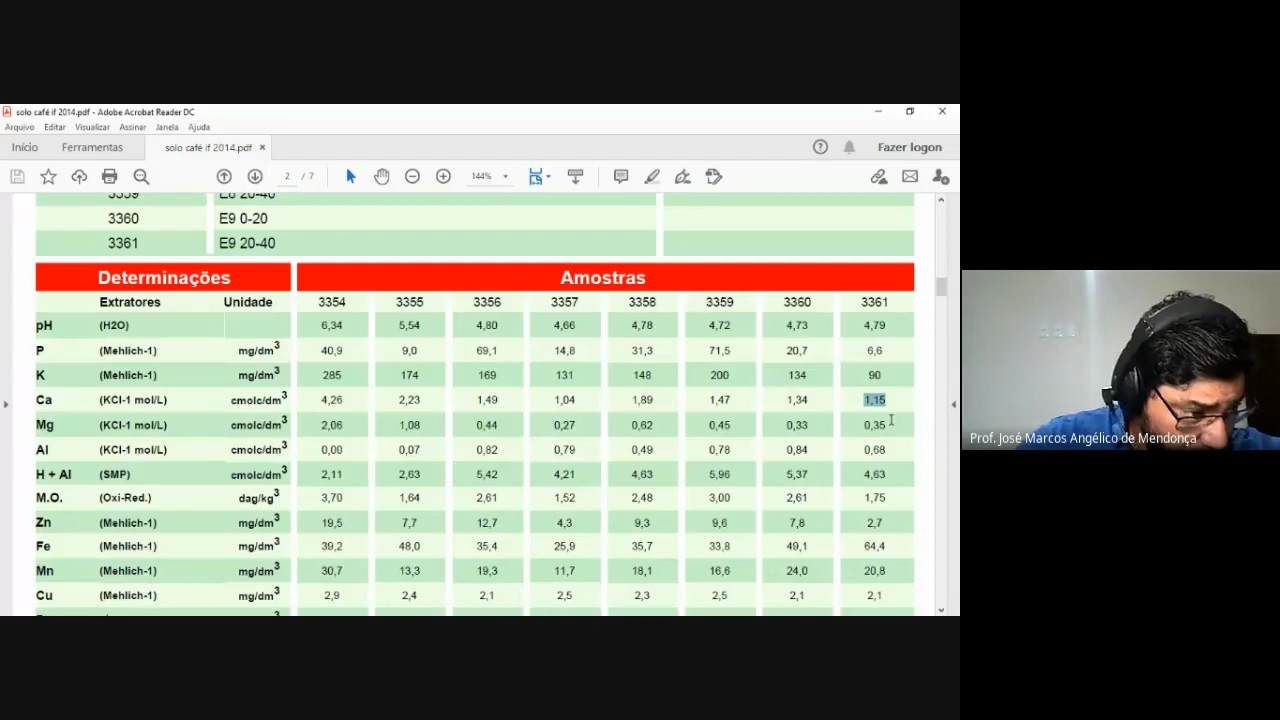 solo café if 2014.pdf - Adobe Acrobat Reader DC
Arquivo Editar Visualizar Assinar Janela Ajuda
Início Ferramentas solo café if 2014.pdf × Fazer logon
2 / 7 144%
3359 E8 20-40
3360 E9 0-20
3361 E9 20-40
Determinações Amostras
Extratores Unidade 3354 3355 3356 3357 3358 3359 3360 3361
pH (H2O) 6,34 5,54 4,80 4,66 4,78 4,72 4,73 4,79
P (Mehlich-1) mg/dm3 40,9 9,0 69,1 14,8 31,3 71,5 20,7 6,6
K (Mehlich-1) mg/dm3 285 174 169 131 148 200 134 90
Ca (KCl-1 mol/L) cmolc/dm3 4,26 2,23 1,49 1,04 1,89 1,47 1,34 1,15
Mg (KCl-1 mol/L) cmolc/dm3 2,06 1,08 0,44 0,27 0,62 0,45 0,33 0,35
Al (KCl-1 mol/L) cmolc/dm3 0,00 0,07 0,82 0,79 0,49 0,78 0,84 0,68
H + Al (SMP) cmolc/dm3 2,11 2,63 5,42 4,21 4,63 5,96 5,37 4,63
M.O. (Oxi-Red.) dag/kg3 3,70 1,64 2,61 1,52 2,48 3,00 2,61 1,75
Zn (Mehlich-1) mg/dm3 19,5 7,7 12,7 4,3 9,3 9,6 7,8 2,7
Fe (Mehlich-1) mg/dm3 39,2 48,0 35,4 25,9 35,7 33,8 49,1 64,4
Mn (Mehlich-1) mg/dm3 30,7 13,3 19,3 11,7 18,1 16,6 24,0 20,8
Cu (Mehlich-1) mg/dm3 2,9 2,4 2,1 2,5 2,3 2,5 2,1 2,1
Prof. José Marcos Angélico de Mendonça